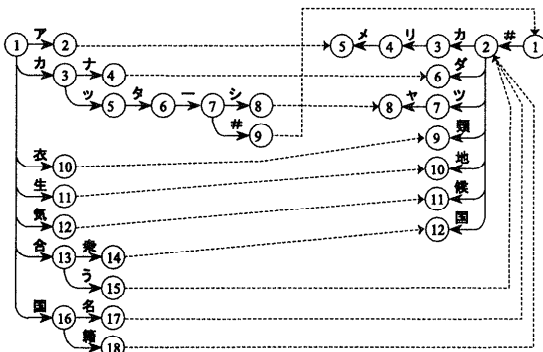 ① ア ② ⑤ メ ④ リ ③ カ ② # ①
カ ③ ナ ④ ⑥ ダ
ッ ⑤ タ ⑥ ー ⑦ シ ⑧ ⑧ ャ ⑦ ツ
# ⑨
⑨ 類
衣 ⑩
⑩ 地
生 ⑪
⑪ 候
気 ⑫
⑫ 国
合 ⑬ 衆 ⑭
う ⑮
国 ⑯ 名 ⑰
籍 ⑱